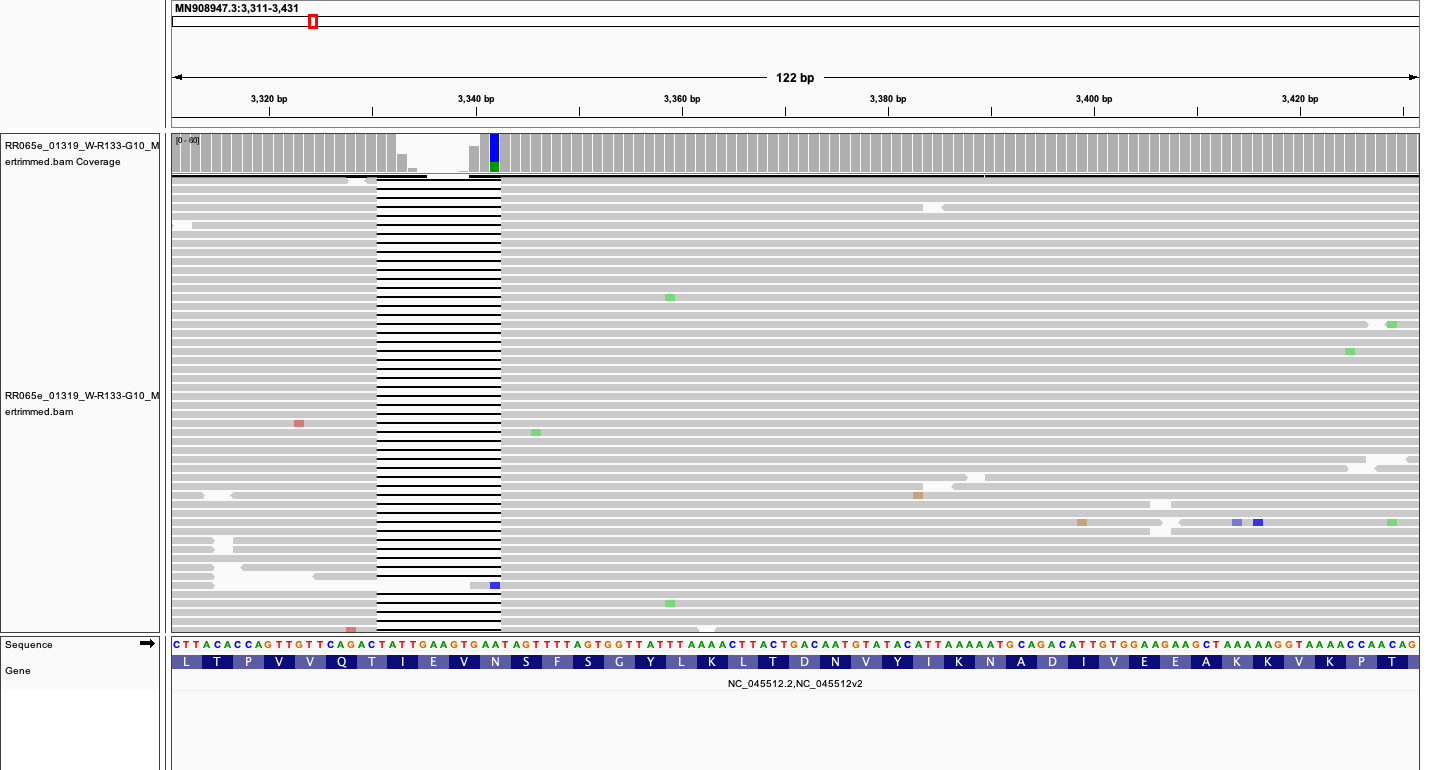 MN908947.3:3,311-3,431
122 bp
3,320 bp 3,340 bp 3,360 bp 3,380 bp 3,400 bp 3,420 bp
RR065e_01319_W-R133-G10_M
ertrimmed.bam Coverage
[0 - 60]
RR065e_01319_W-R133-G10_M
ertrimmed.bam
Sequence CTTACACCAGTTGTTCAGACTATTGAAGTGAATAGTTTTAGTGGTTATTTAAAACTTACTGACAATGTATACATTAAAAATGCAGACATTGTGGAAGAAGCTAAAAAGGTAAAACCAACAG
Gene L T P V V Q T I E V N S F S G Y L K L T D N V Y I K N A D I V E E A K K V K P T
NC_045512.2,NC_045512v2